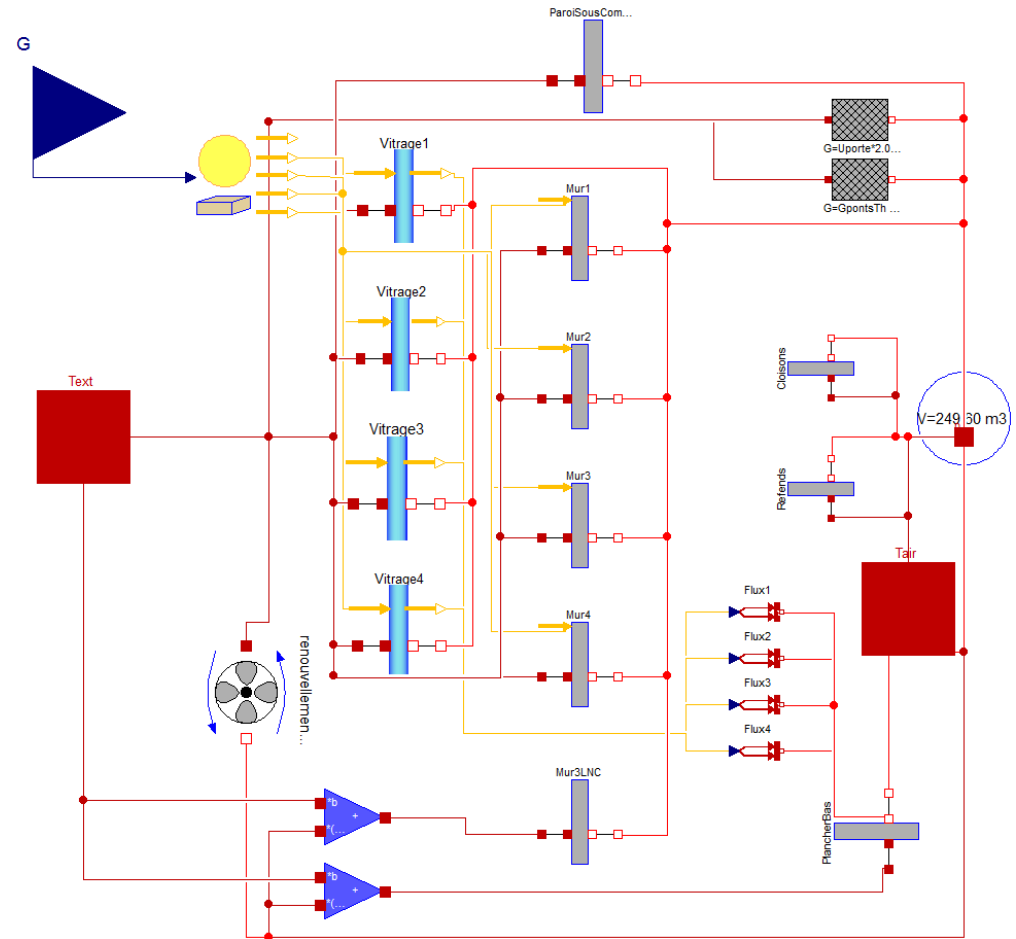 ParoiSousCom...
G
Vitrage1
G=Uporte*2.0...
Mur1
G=GpontsTh ...
Vitrage2
Mur2
Cloisons
Text
V=249.60 m3
Vitrage3
Mur3
Refends
Tair
Vitrage4
Flux1
Mur4
Flux2
renouvellemen...
Flux3
Flux4
Mur3LNC
*b
+
*(...
PlancherBas
*b
+
*(...